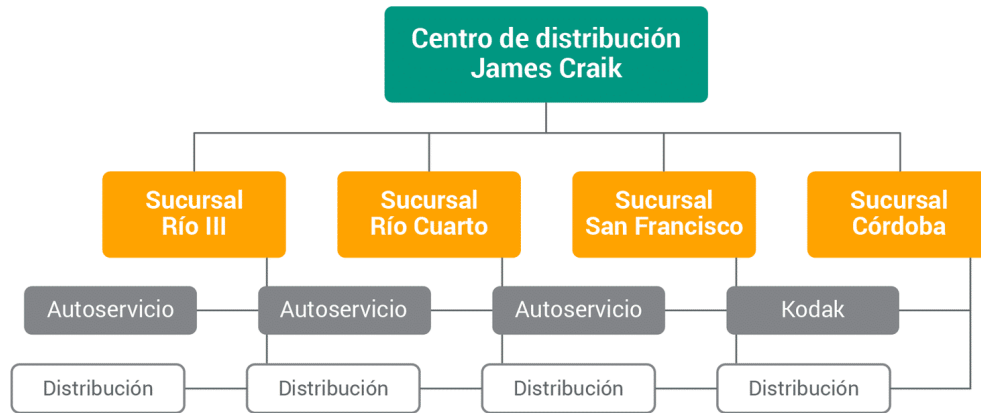 Centro de distribución
James Craik
Sucursal
Río III
Sucursal
Río Cuarto
Sucursal
San Francisco
Sucursal
Córdoba
Autoservicio
Autoservicio
Autoservicio
Kodak
Distribución
Distribución
Distribución
Distribución